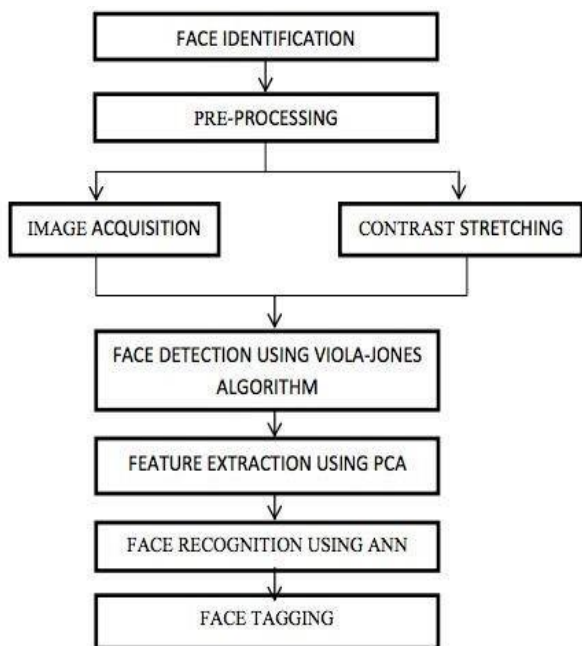 FACE IDENTIFICATION
PRE-PROCESSING
IMAGE ACQUISITION
CONTRAST STRETCHING
FACE DETECTION USING VIOLA-JONES
ALGORITHM
FEATURE EXTRACTION USING PCA
FACE RECOGNITION USING ANN
FACE TAGGING